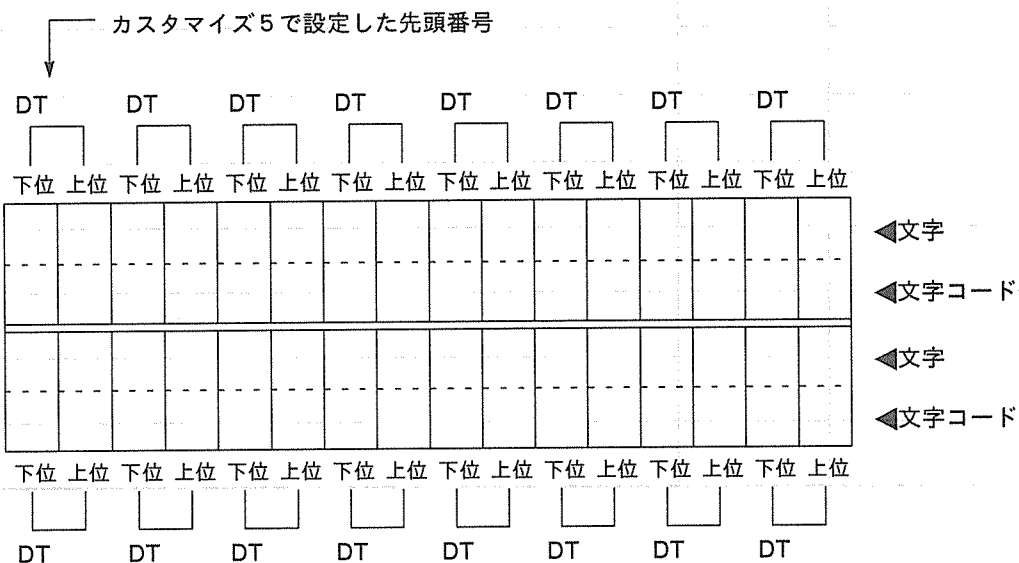 カスタマイズ5で設定した先頭番号
DT DT DT DT DT DT DT DT
下位 上位 下位 上位 下位 上位 下位 上位 下位 上位 下位 上位 下位 上位 下位 上位
文字
文字コード
文字
文字コード
下位 上位 下位 上位 下位 上位 下位 上位 下位 上位 下位 上位 下位 上位 下位 上位
DT DT DT DT DT DT DT DT